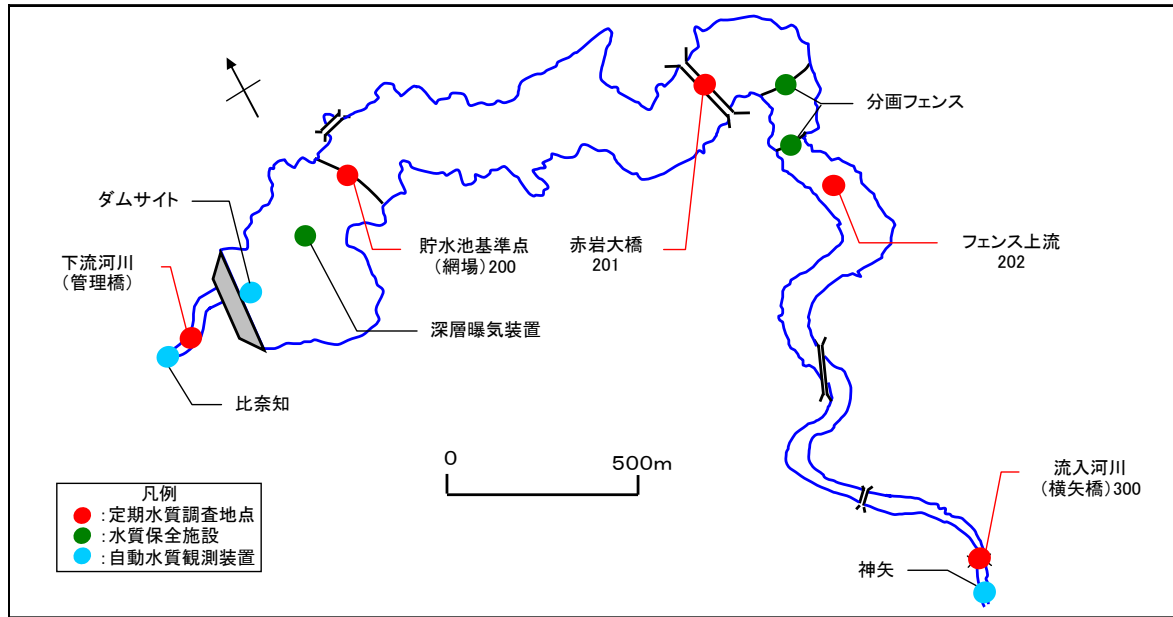 分画フェンス
ダムサイト
下流河川
(管理橋)
貯水池基準点
(網場)200
赤岩大橋
201
フェンス上流
202
深層曝気装置
比奈知
0
500m
凡例
:定期水質調査地点
:水質保全施設
:自動水質観測装置
流入河川
(横矢橋)300
神矢